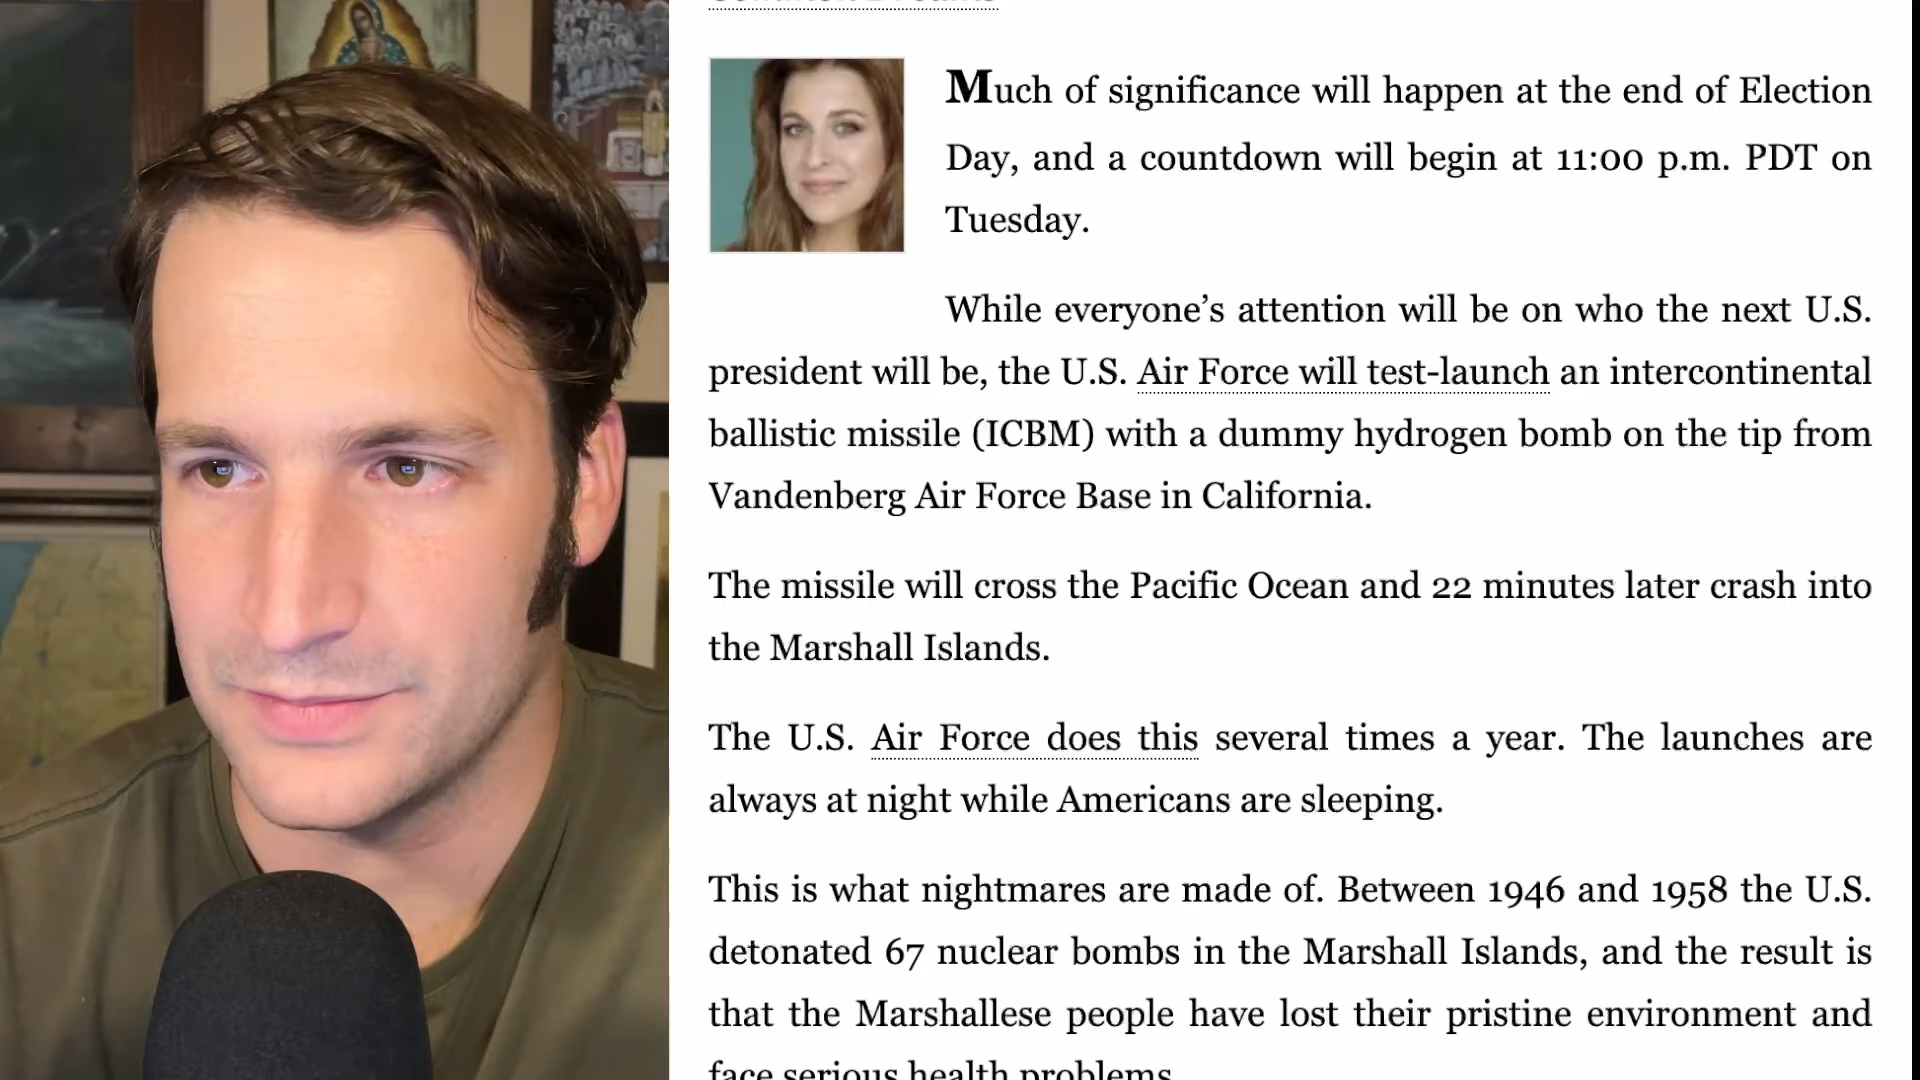 Much of significance will happen at the end of Election
Day, and a countdown will begin at 11:00 p.m. PDT on
Tuesday.
While everyone’s attention will be on who the next U.S.
president will be, the U.S. Air Force will test-launch an intercontinental
ballistic missile (ICBM) with a dummy hydrogen bomb on the tip from
Vandenberg Air Force Base in California.
The missile will cross the Pacific Ocean and 22 minutes later crash into
the Marshall Islands.
The U.S. Air Force does this several times a year. The launches are
always at night while Americans are sleeping.
This is what nightmares are made of. Between 1946 and 1958 the U.S.
detonated 67 nuclear bombs in the Marshall Islands, and the result is
that the Marshallese people have lost their pristine environment and
face serious health problems.